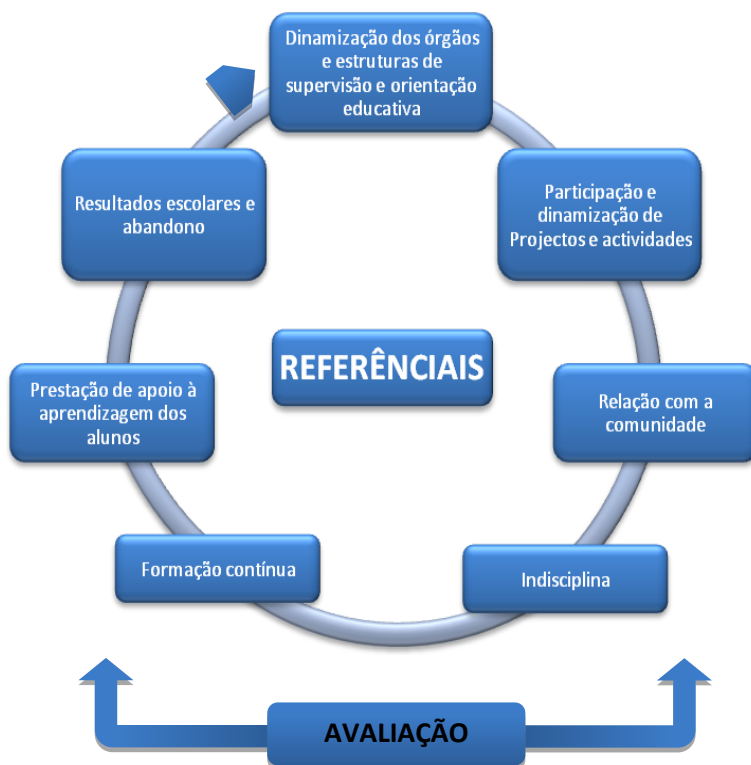 Dinamização dos órgãos
e estruturas de
supervisão e orientação
educativa
Participação e
dinamização de
Projectos e actividades
Relação com a
comunidade
Indisciplina
Formação contínua
Prestação de apoio à
aprendizagem dos
alunos
Resultados escolares e
abandono
REFERÊNCIAIS
AVALIAÇÃO